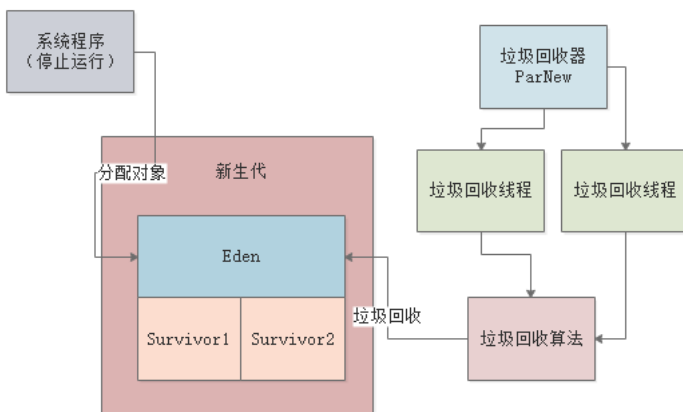 系统程序
（停止运行）
垃圾回收器
ParNew
分配对象
新生代
垃圾回收线程
垃圾回收线程
Eden
垃圾回收
Survivor1
Survivor2
垃圾回收算法